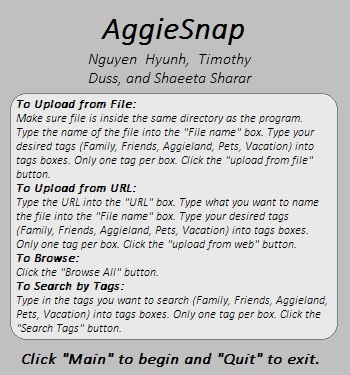 AggieSnap
Nguyen Hyunh, Timothy
Duss, and Shaeeta Sharar
To Upload from File:
Make sure file is inside the same directory as the program.
Type the name of the file into the "File name" box. Type your
desired tags (Family, Friends, Aggieland, Pets, Vacation) into
tags boxes. Only one tag per box. Click the "upload from file"
button.
To Upload from URL:
Type the URL into the "URL" box. Type what you want to name
the file into the "File name" box. Type your desired tags
(Family, Friends, Aggieland, Pets, Vacation) into tags boxes.
Only one tag per box. Click the "upload from web" button.
To Browse:
Click the "Browse All" button.
To Search by Tags:
Type in the tags you want to search (Family, Friends, Aggieland,
Pets, Vacation) into tags boxes. Only one tag per box. Click the
"Search Tags" button.
Click "Main" to begin and "Quit" to exit.